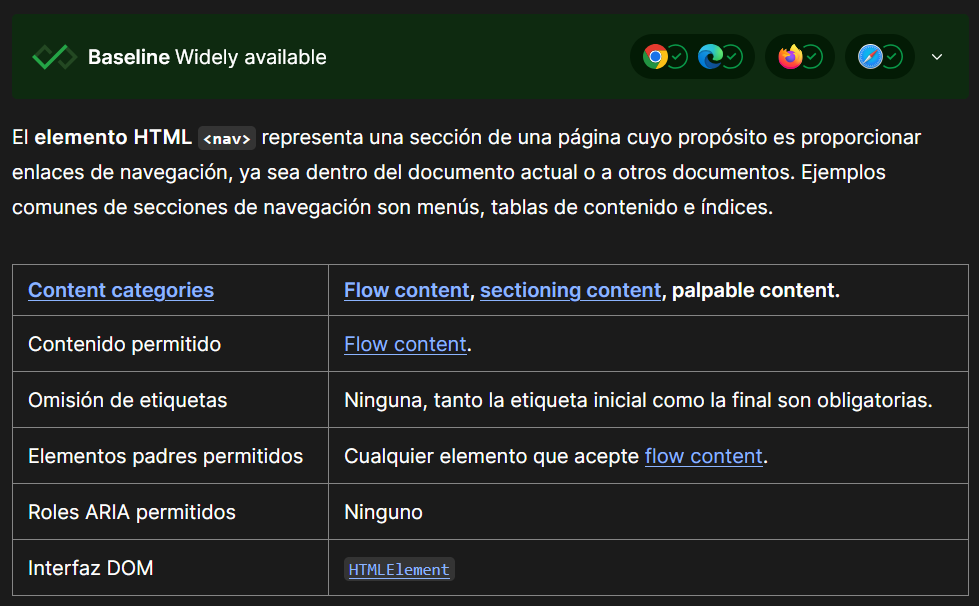 Baseline Widely available
El elemento HTML <nav> representa una sección de una página cuyo propósito es proporcionar
enlaces de navegación, ya sea dentro del documento actual o a otros documentos. Ejemplos
comunes de secciones de navegación son menús, tablas de contenido e índices.
Content categories Flow content, sectioning content, palpable content.
Contenido permitido Flow content.
Omisión de etiquetas Ninguna, tanto la etiqueta inicial como la final son obligatorias.
Elementos padres permitidos Cualquier elemento que acepte flow content.
Roles ARIA permitidos Ninguno
Interfaz DOM HTMLElement